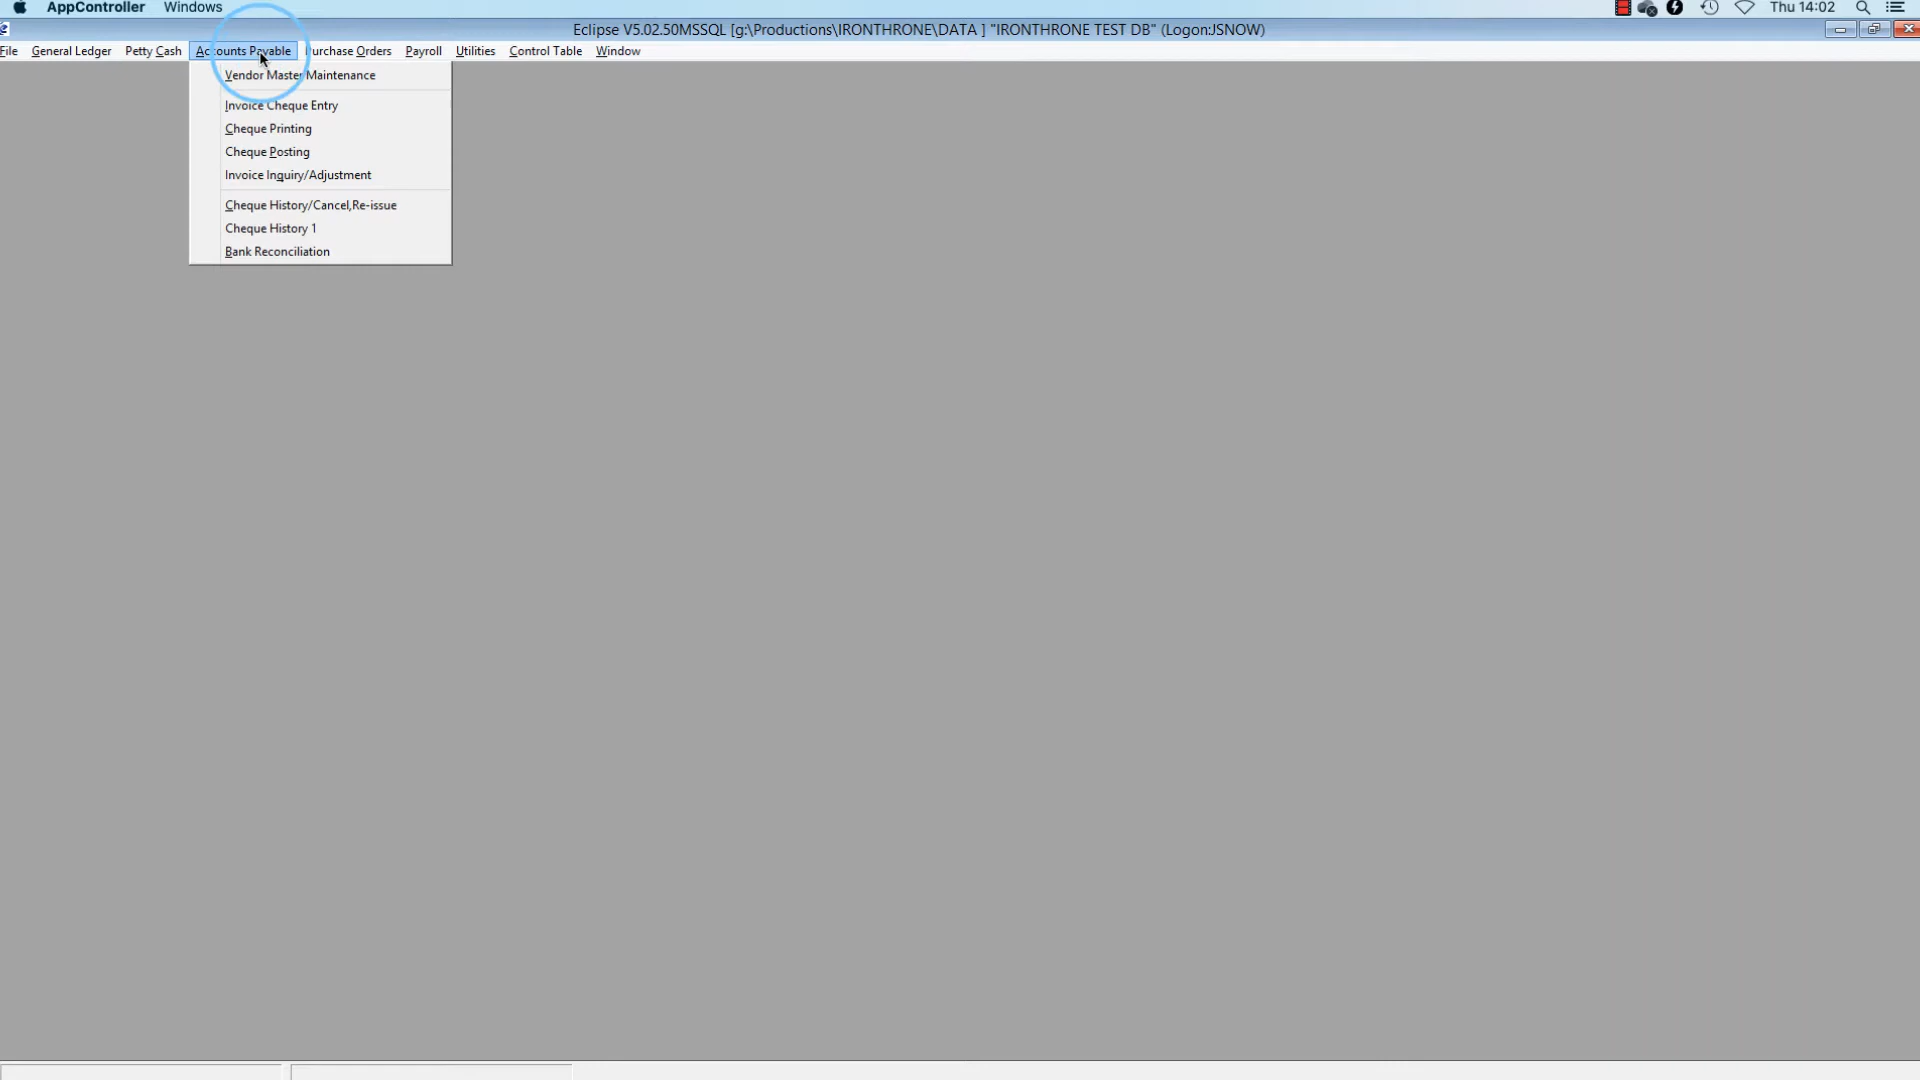 AppController Windows Thu 14:02
Eclipse V5.02.50MSSQL [g:\Productions\IRONTHRONE\DATA ] "IRONTHRONE TEST DB" (Logon:JSNOW)
File General Ledger Petty Cash Accounts Payable Purchase Orders Payroll Utilities Control Table Window
Vendor Master Maintenance
Invoice Cheque Entry
Cheque Printing
Cheque Posting
Invoice Inquiry/Adjustment
Cheque History/Cancel,Re-issue
Cheque History 1
Bank Reconciliation